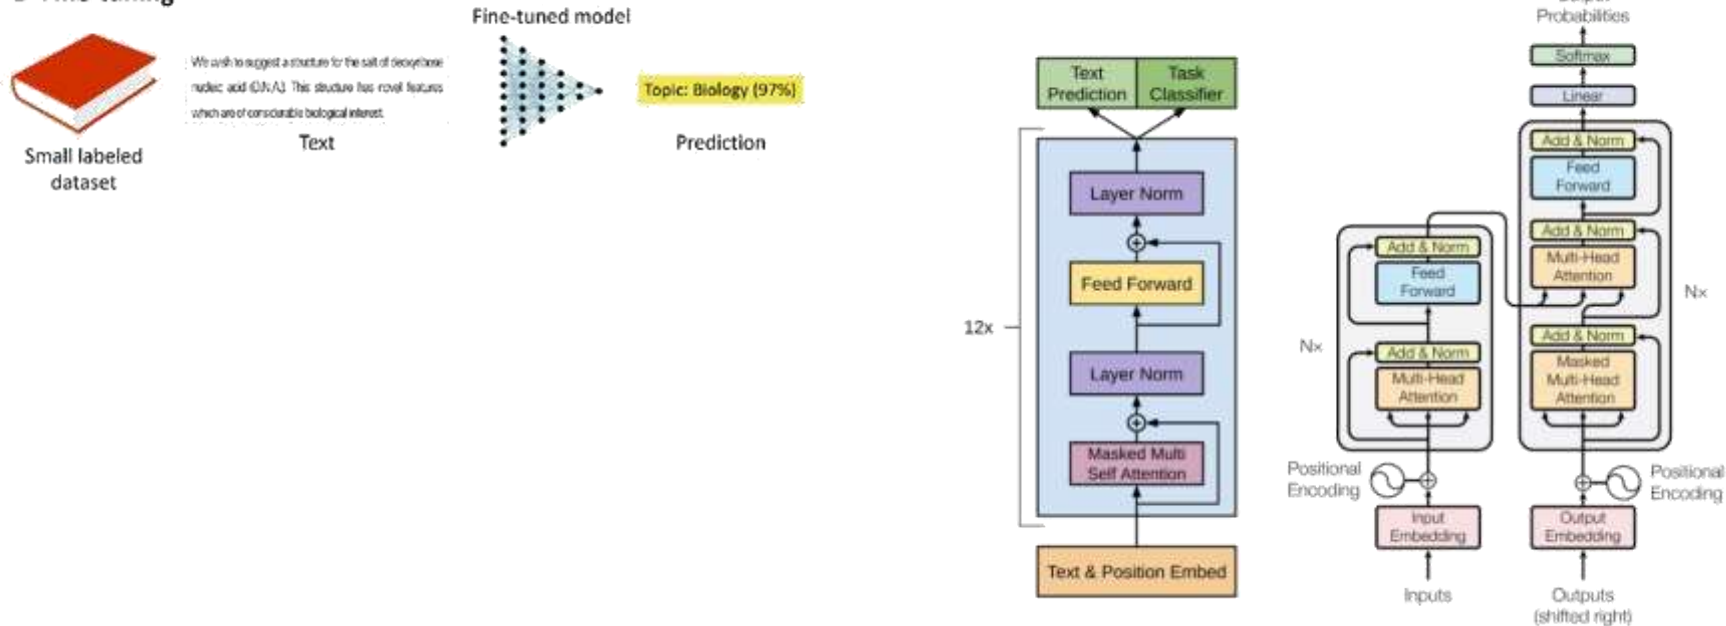 Fine-tuned model
We wish to suggest a structure for the salt of deoxyribose
nucleic acid (D.N.A.). This structure has novel features
which are of considurable biological interest.
Text
Small labeled
dataset
Topic: Biology (97%)
Prediction
Text
Prediction
Task
Classifier
Layer Norm
Feed Forward
12x
Layer Norm
Masked Multi
Self Attention
Text & Position Embed
Probabilities
Softmax
Linear
Add & Norm
Feed
Forward
Add & Norm
Multi-Head
Attention
Add & Norm
Masked
Multi-Head
Attention
Nx
Add & Norm
Feed
Forward
Add & Norm
Multi-Head
Attention
Nx
Positional
Encoding
Positional
Encoding
Input
Embedding
Output
Embedding
Inputs
Outputs
(shifted right)